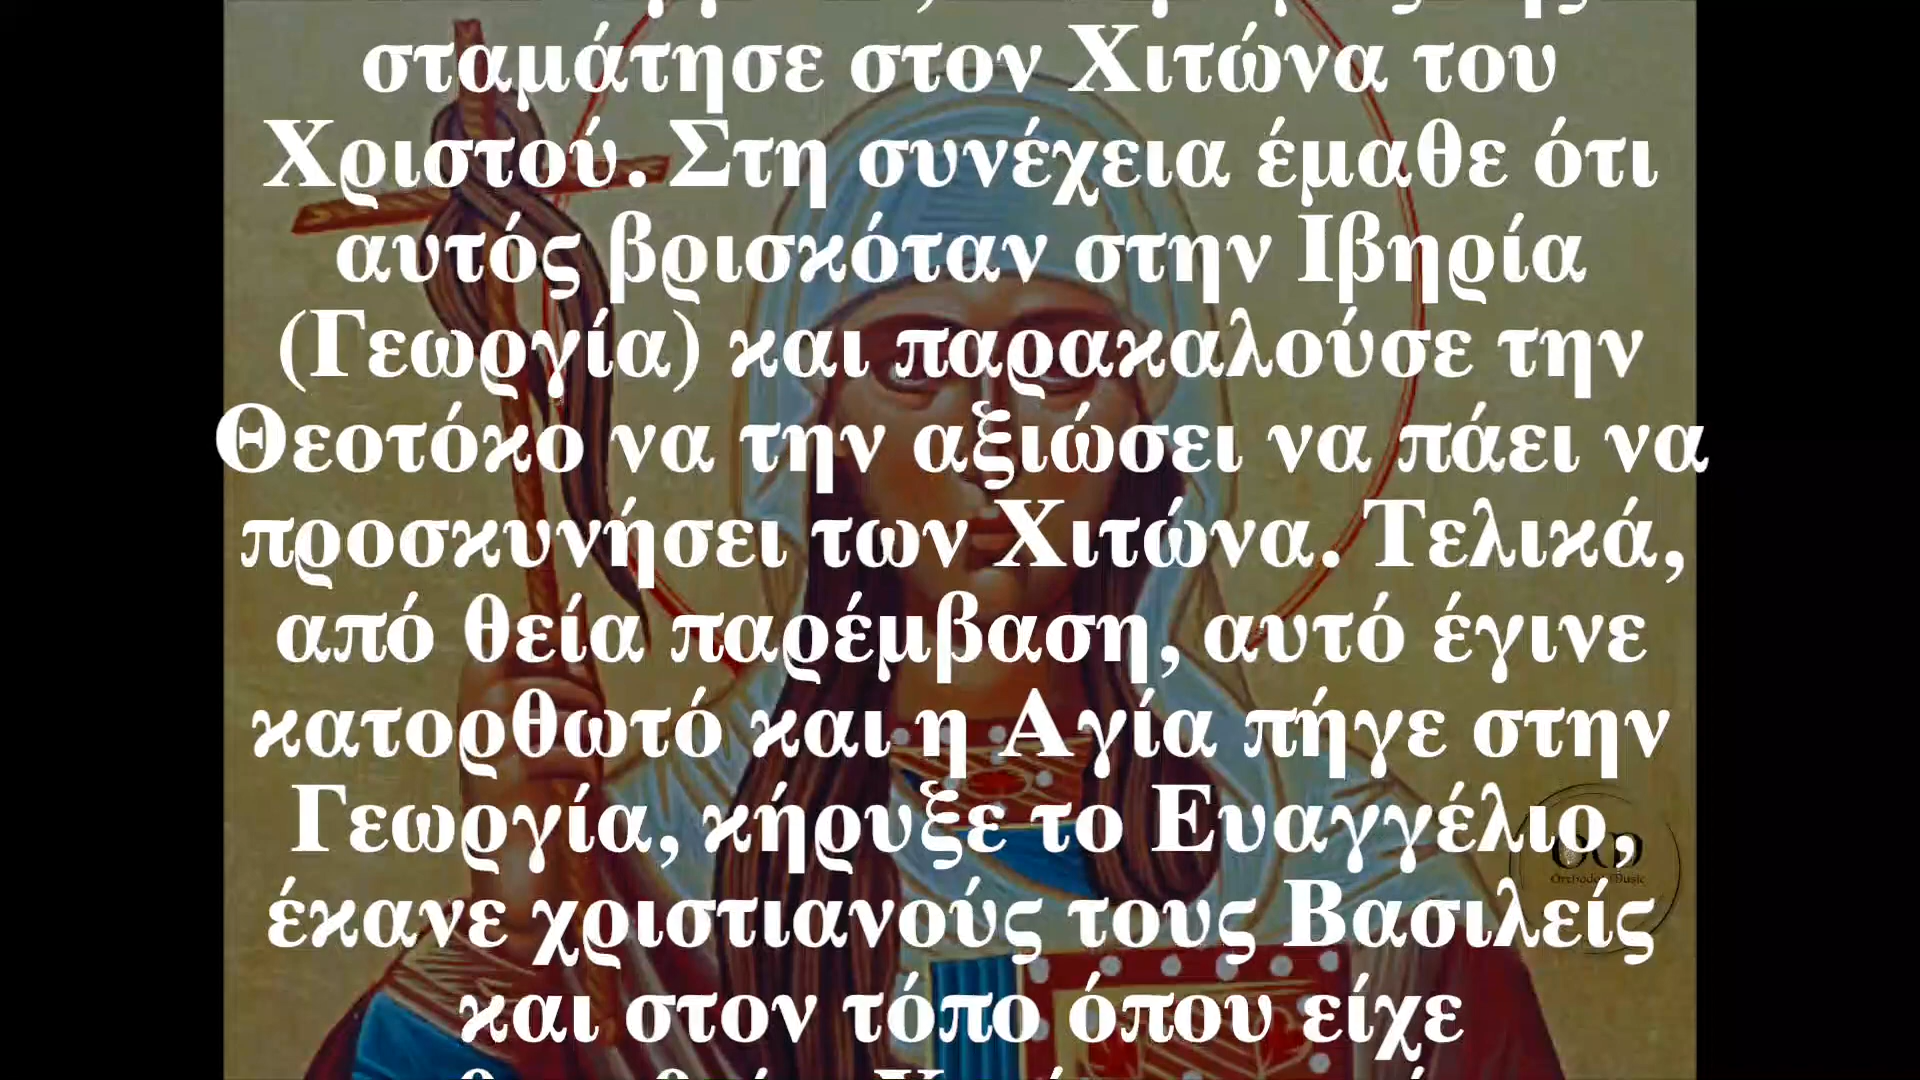 σταμάτησε στον Χιτώνα του
Χριστού. Στη συνέχεια έμαθε ότι
αυτός βρισκόταν στην Ιβηρία
(Γεωργία) και παρακαλούσε την
Θεοτόκο να την αξιώσει να πάει να
προσκυνήσει των Χιτώνα. Τελικά,
από θεία παρέμβαση, αυτό έγινε
κατορθωτό και η Αγία πήγε στην
Γεωργία, κήρυξε το Ευαγγέλιο,
έκανε χριστιανούς τους Βασιλείς
και στον τόπο όπου είχε